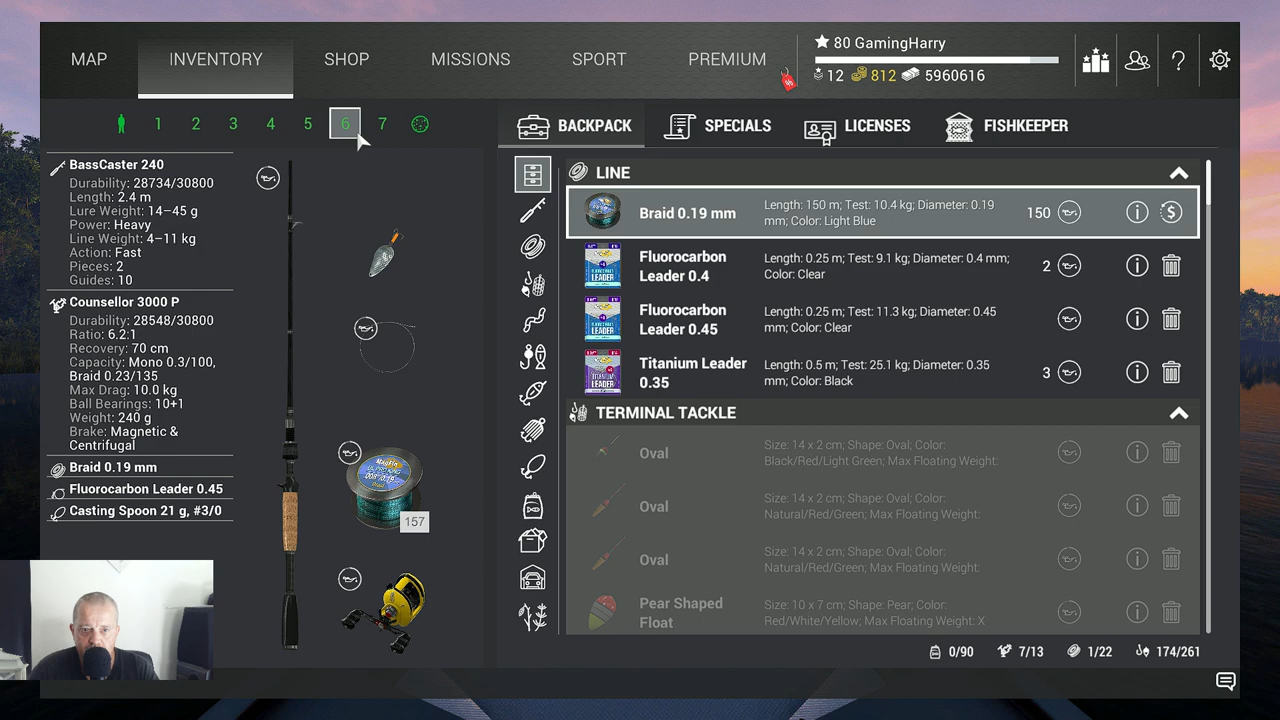 MAP
INVENTORY
SHOP
MISSIONS
SPORT
PREMIUM
80 GamingHarry
12 812 5960616
1
2
3
4
5
6
7
BACKPACK
SPECIALS
LICENSES
FISHKEEPER
BassCaster 240
Durability: 28734/30800
Length: 2.4 m
Lure Weight: 14–45 g
Power: Heavy
Line Weight: 4–11 kg
Action: Fast
Pieces: 2
Guides: 10
Counsellor 3000 P
Durability: 28548/30800
Ratio: 6.2:1
Recovery: 70 cm
Capacity: Mono 0.3/100,
Braid 0.23/135
Max Drag: 10.0 kg
Ball Bearings: 10+1
Weight: 240 g
Brake: Magnetic &
Centrifugal
Braid 0.19 mm
Fluorocarbon Leader 0.45
Casting Spoon 21 g, #3/0
157
LINE
Braid 0.19 mm
Length: 150 m; Test: 10.4 kg; Diameter: 0.19
mm; Color: Light Blue
150
Fluorocarbon
Leader 0.4
Length: 0.25 m; Test: 9.1 kg; Diameter: 0.4 mm;
Color: Clear
2
Fluorocarbon
Leader 0.45
Length: 0.25 m; Test: 11.3 kg; Diameter: 0.45
mm; Color: Clear
Titanium Leader
0.35
Length: 0.5 m; Test: 25.1 kg; Diameter: 0.35
mm; Color: Black
3
TERMINAL TACKLE
Oval
Size: 14 x 2 cm; Shape: Oval; Color:
Black/Red/Light Green; Max Floating Weight:
Oval
Size: 14 x 2 cm; Shape: Oval; Color:
Natural/Red/Green; Max Floating Weight:
Oval
Size: 14 x 2 cm; Shape: Oval; Color:
Natural/Red/Green; Max Floating Weight:
Pear Shaped
Float
Size: 10 x 7 cm; Shape: Pear; Color:
Red/White/Yellow; Max Floating Weight: X
0/90
7/13
1/22
174/261